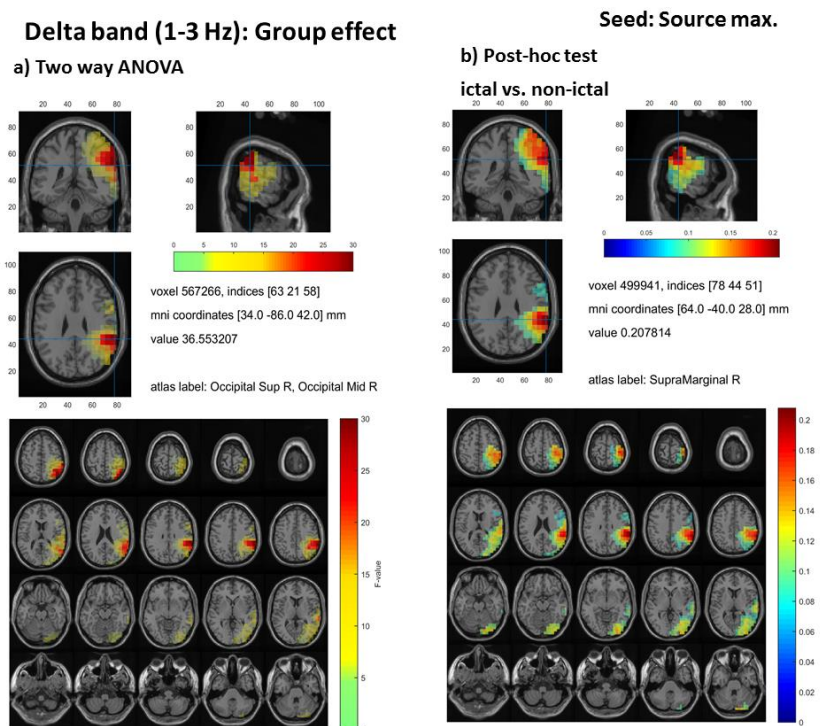 Delta band (1-3 Hz): Group effect
Seed: Source max.
a) Two way ANOVA
b) Post-hoc test
ictal vs. non-ictal
20 40 60 80
20 40 60 80 100
80
60
40
20
0 5 10 15 20 25 30
100
80
60
40
20
20 40 60 80
voxel 567266, indices [63 21 58]
mni coordinates [34.0 -86.0 42.0] mm
value 36.553207
atlas label: Occipital Sup R, Occipital Mid R
30
25
20
15
10
5
F-value
20 40 60 80
20 40 60 80 100
80
60
40
20
0 0.05 0.1 0.15 0.2
100
80
60
40
20
20 40 60 80
voxel 499941, indices [78 44 51]
mni coordinates [64.0 -40.0 28.0] mm
value 0.207814
atlas label: SupraMarginal R
0.2
0.18
0.16
0.14
0.12
0.1
0.08
0.06
0.04
0.02
0